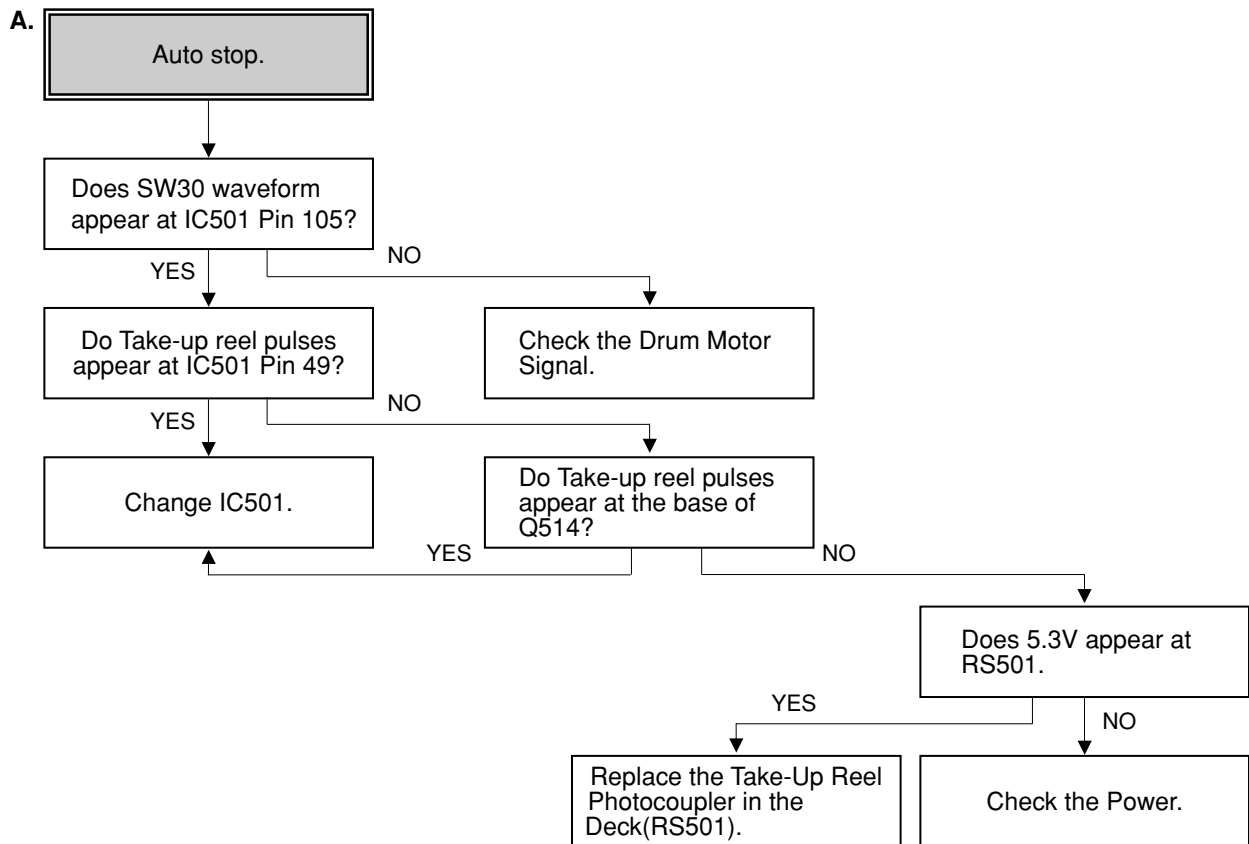 A.
Auto stop.
Does SW30 waveform
appear at IC501 Pin 105?
NO
YES
Do Take-up reel pulses
appear at IC501 Pin 49?
Check the Drum Motor
Signal.
NO
YES
Change IC501.
Do Take-up reel pulses
appear at the base of
Q514?
YES
NO
Does 5.3V appear at
RS501.
YES
NO
Replace the Take-Up Reel
Photocoupler in the
Deck(RS501).
Check the Power.